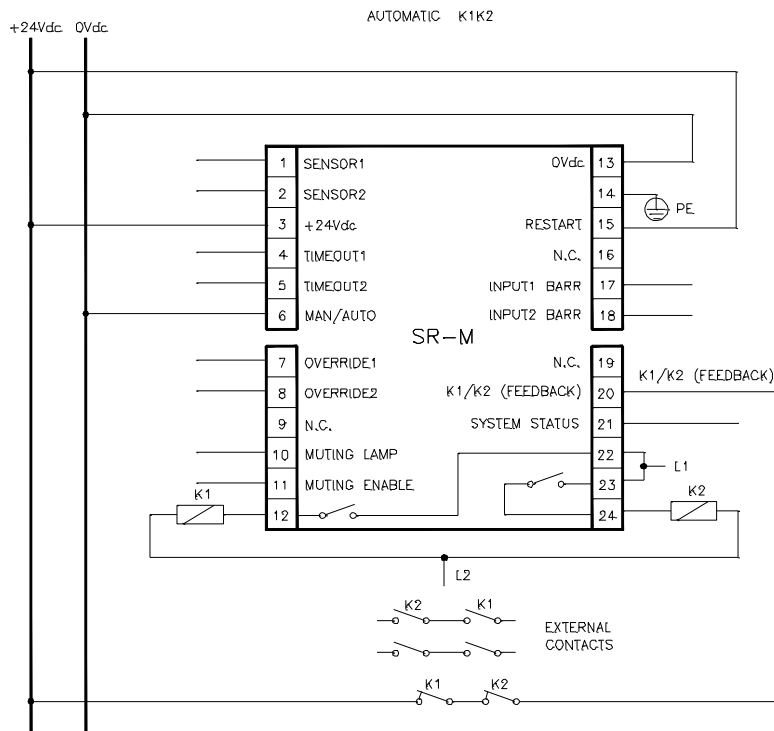 AUTOMATIC K1K2
+24Vdc 0Vdc
1 SENSOR1
2 SENSOR2
3 +24Vdc
4 TIMEOUT1
5 TIMEOUT2
6 MAN/AUTO
0Vdc 13
14 PE
RESTART 15
N.C. 16
INPUT1 BARR 17
INPUT2 BARR 18
SR-M
7 OVERRIDE1
8 OVERRIDE2
9 N.C.
10 MUTING LAMP
11 MUTING ENABLE
12
K1
N.C. 19
K1/K2 (FEEDBACK) 20
K1/K2 (FEEDBACK)
SYSTEM STATUS 21
22
L1
23
24
K2
L2
K2 K1
EXTERNAL
CONTACTS
K1 K2